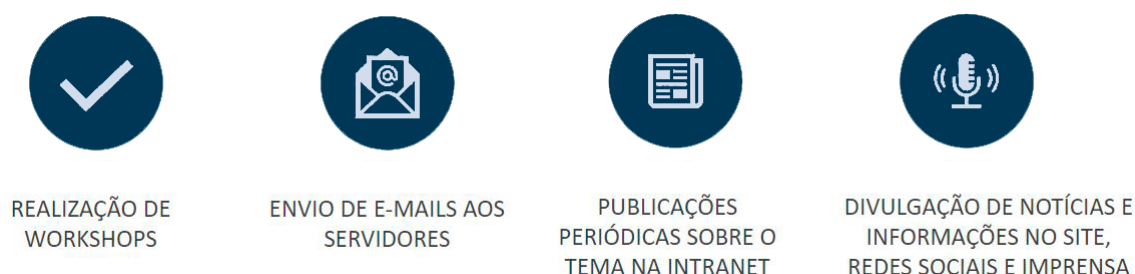 @
REALIZAÇÃO DE
WORKSHOPS
ENVIO DE E-MAILS AOS
SERVIDORES
PUBLICAÇÕES
PERIÓDICAS SOBRE O
TEMA NA INTRANET
DIVULGAÇÃO DE NOTÍCIAS E
INFORMAÇÕES NO SITE,
REDES SOCIAIS E IMPRENSA